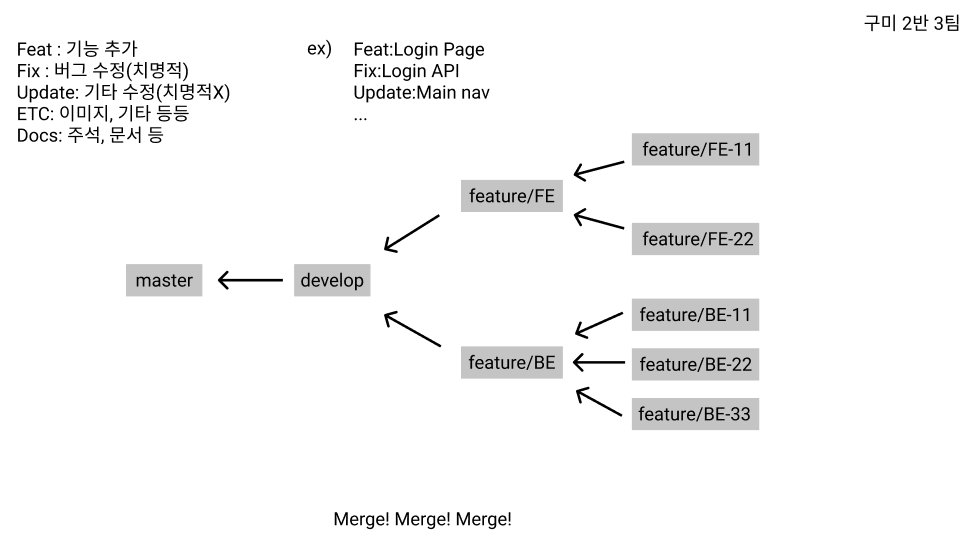 구미 2반 3팀
Feat : 기능 추가
Fix : 버그 수정(치명적)
Update: 기타 수정(치명적X)
ETC: 이미지, 기타 등등
Docs: 주석, 문서 등
ex) Feat:Login Page
Fix:Login API
Update:Main nav
...
feature/FE-11
feature/FE
feature/FE-22
master
develop
feature/BE-11
feature/BE
feature/BE-22
feature/BE-33
Merge! Merge! Merge!